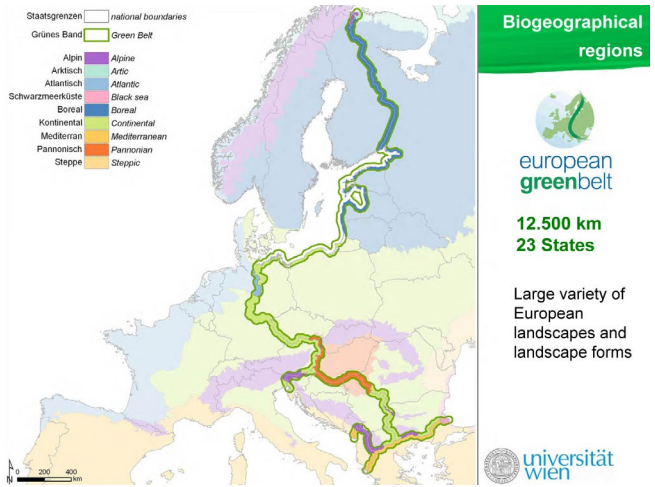 Staatsgrenzen national boundaries
Grünes Band Green Belt
Alpin Alpine
Arktisch Artic
Atlantisch Atlantic
Schwarzmeerküste Black sea
Boreal Boreal
Kontinental Continental
Mediterran Mediterranean
Pannonisch Pannonian
Steppe Steppic
N
0 200 400
km
Biogeographical
regions
european
greenbelt
12.500 km
23 States
Large variety of
European
landscapes and
landscape forms
universität
wien